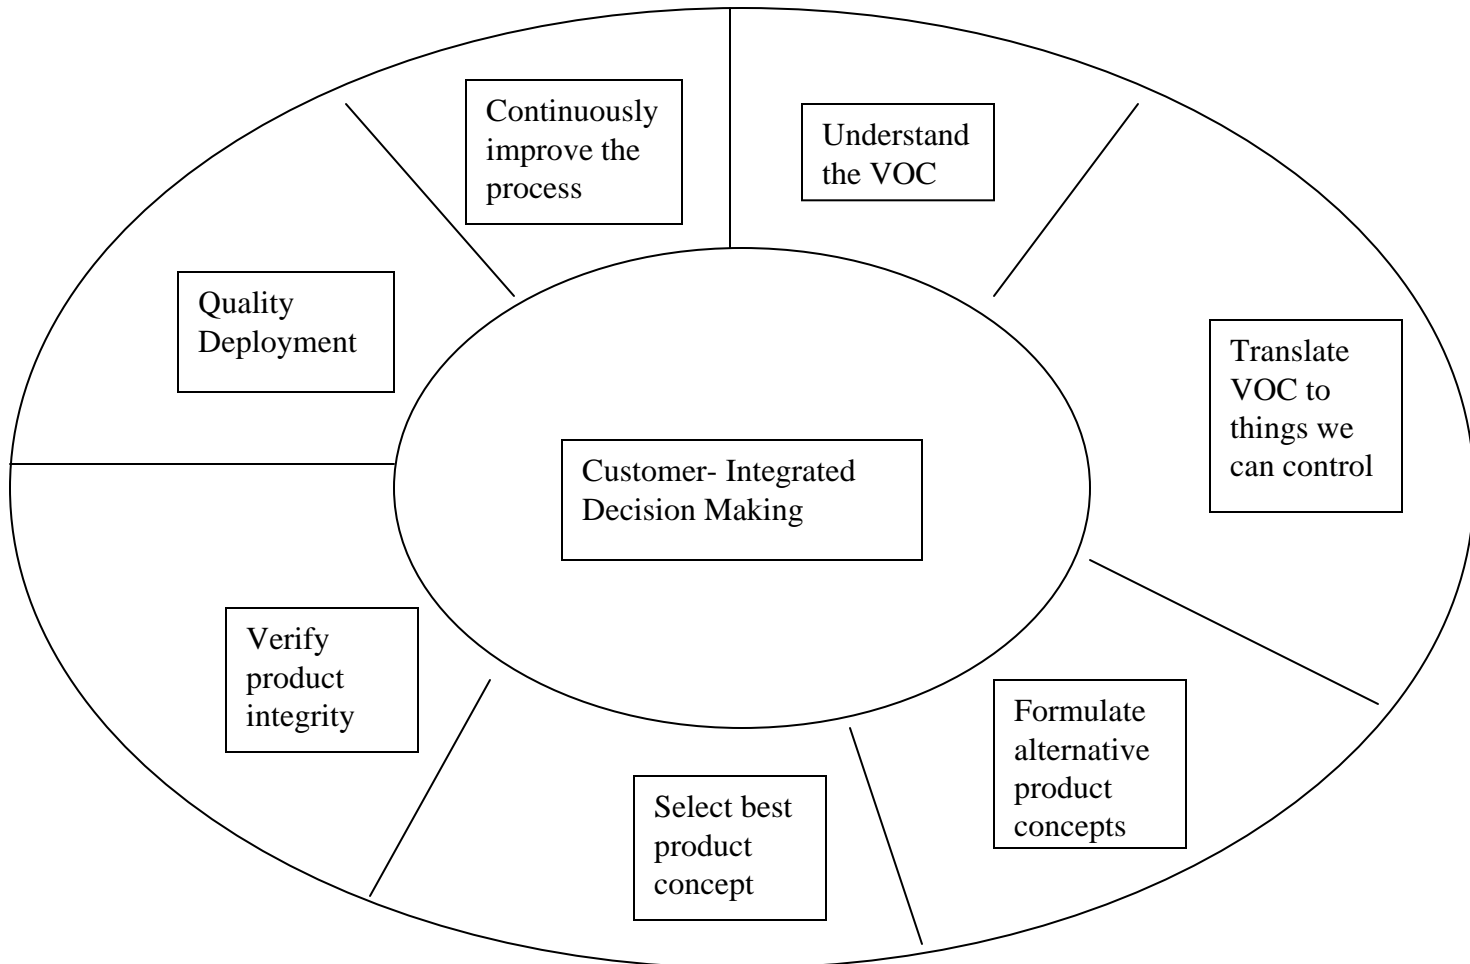 Continuously
improve the
process
Understand
the VOC
Quality
Deployment
Translate
VOC to
things we
can control
Customer- Integrated
Decision Making
Verify
product
integrity
Formulate
alternative
product
concepts
Select best
product
concept